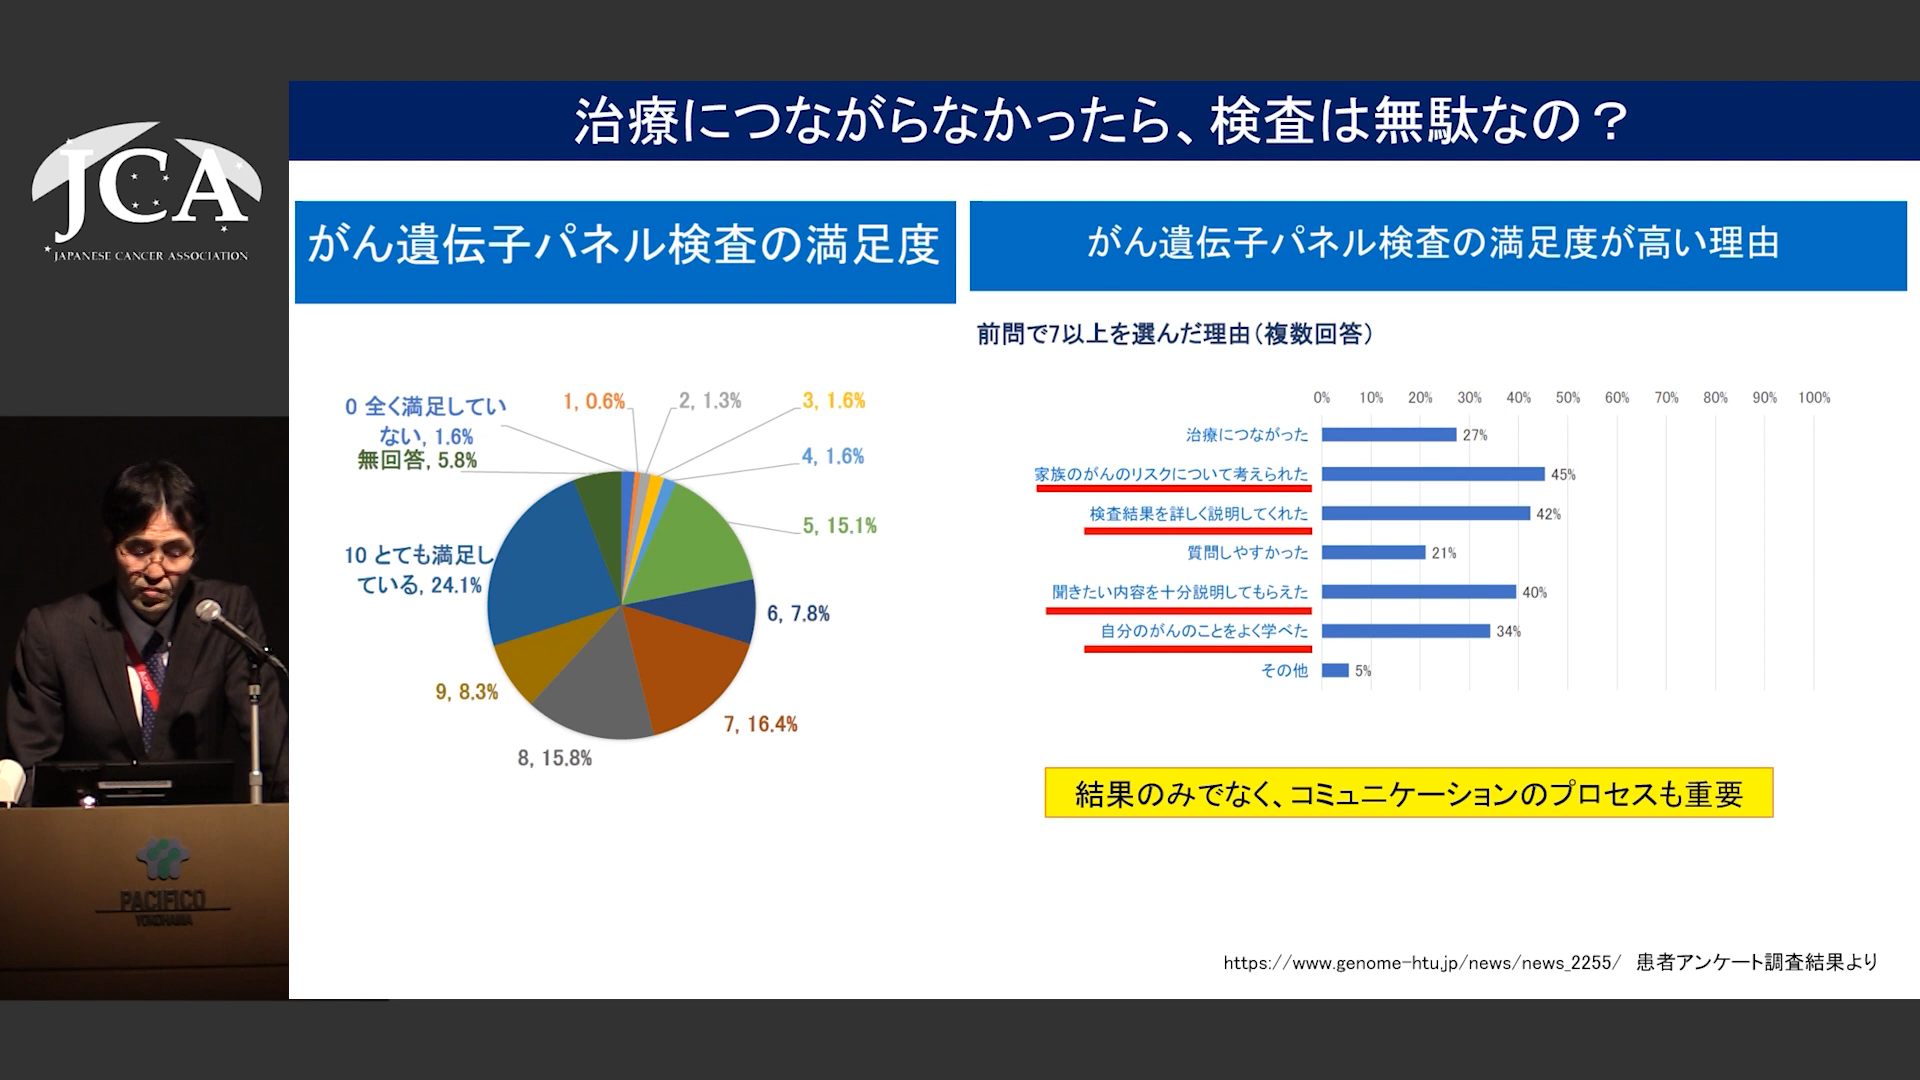 治療につながらなかったら、検査は無駄なの？
JCA
JAPANESE CANCER ASSOCIATION
がん遺伝子パネル検査の満足度
0 全く満足してい
ない, 1.6%
無回答, 5.8%
1, 0.6%
2, 1.3%
3, 1.6%
4, 1.6%
5, 15.1%
6, 7.8%
7, 16.4%
8, 15.8%
9, 8.3%
10 とても満足し
ている, 24.1%
がん遺伝子パネル検査の満足度が高い理由
前問で7以上を選んだ理由（複数回答）
0% 10% 20% 30% 40% 50% 60% 70% 80% 90% 100%
治療につながった 27%
家族のがんのリスクについて考えられた 45%
検査結果を詳しく説明してくれた 42%
質問しやすかった 21%
聞きたい内容を十分説明してもらえた 40%
自分のがんのことをよく学べた 34%
その他 5%
結果のみでなく、コミュニケーションのプロセスも重要
https://www.genome-htu.jp/news/news_2255/ 患者アンケート調査結果より
PACIFICO
YOKOHAMA